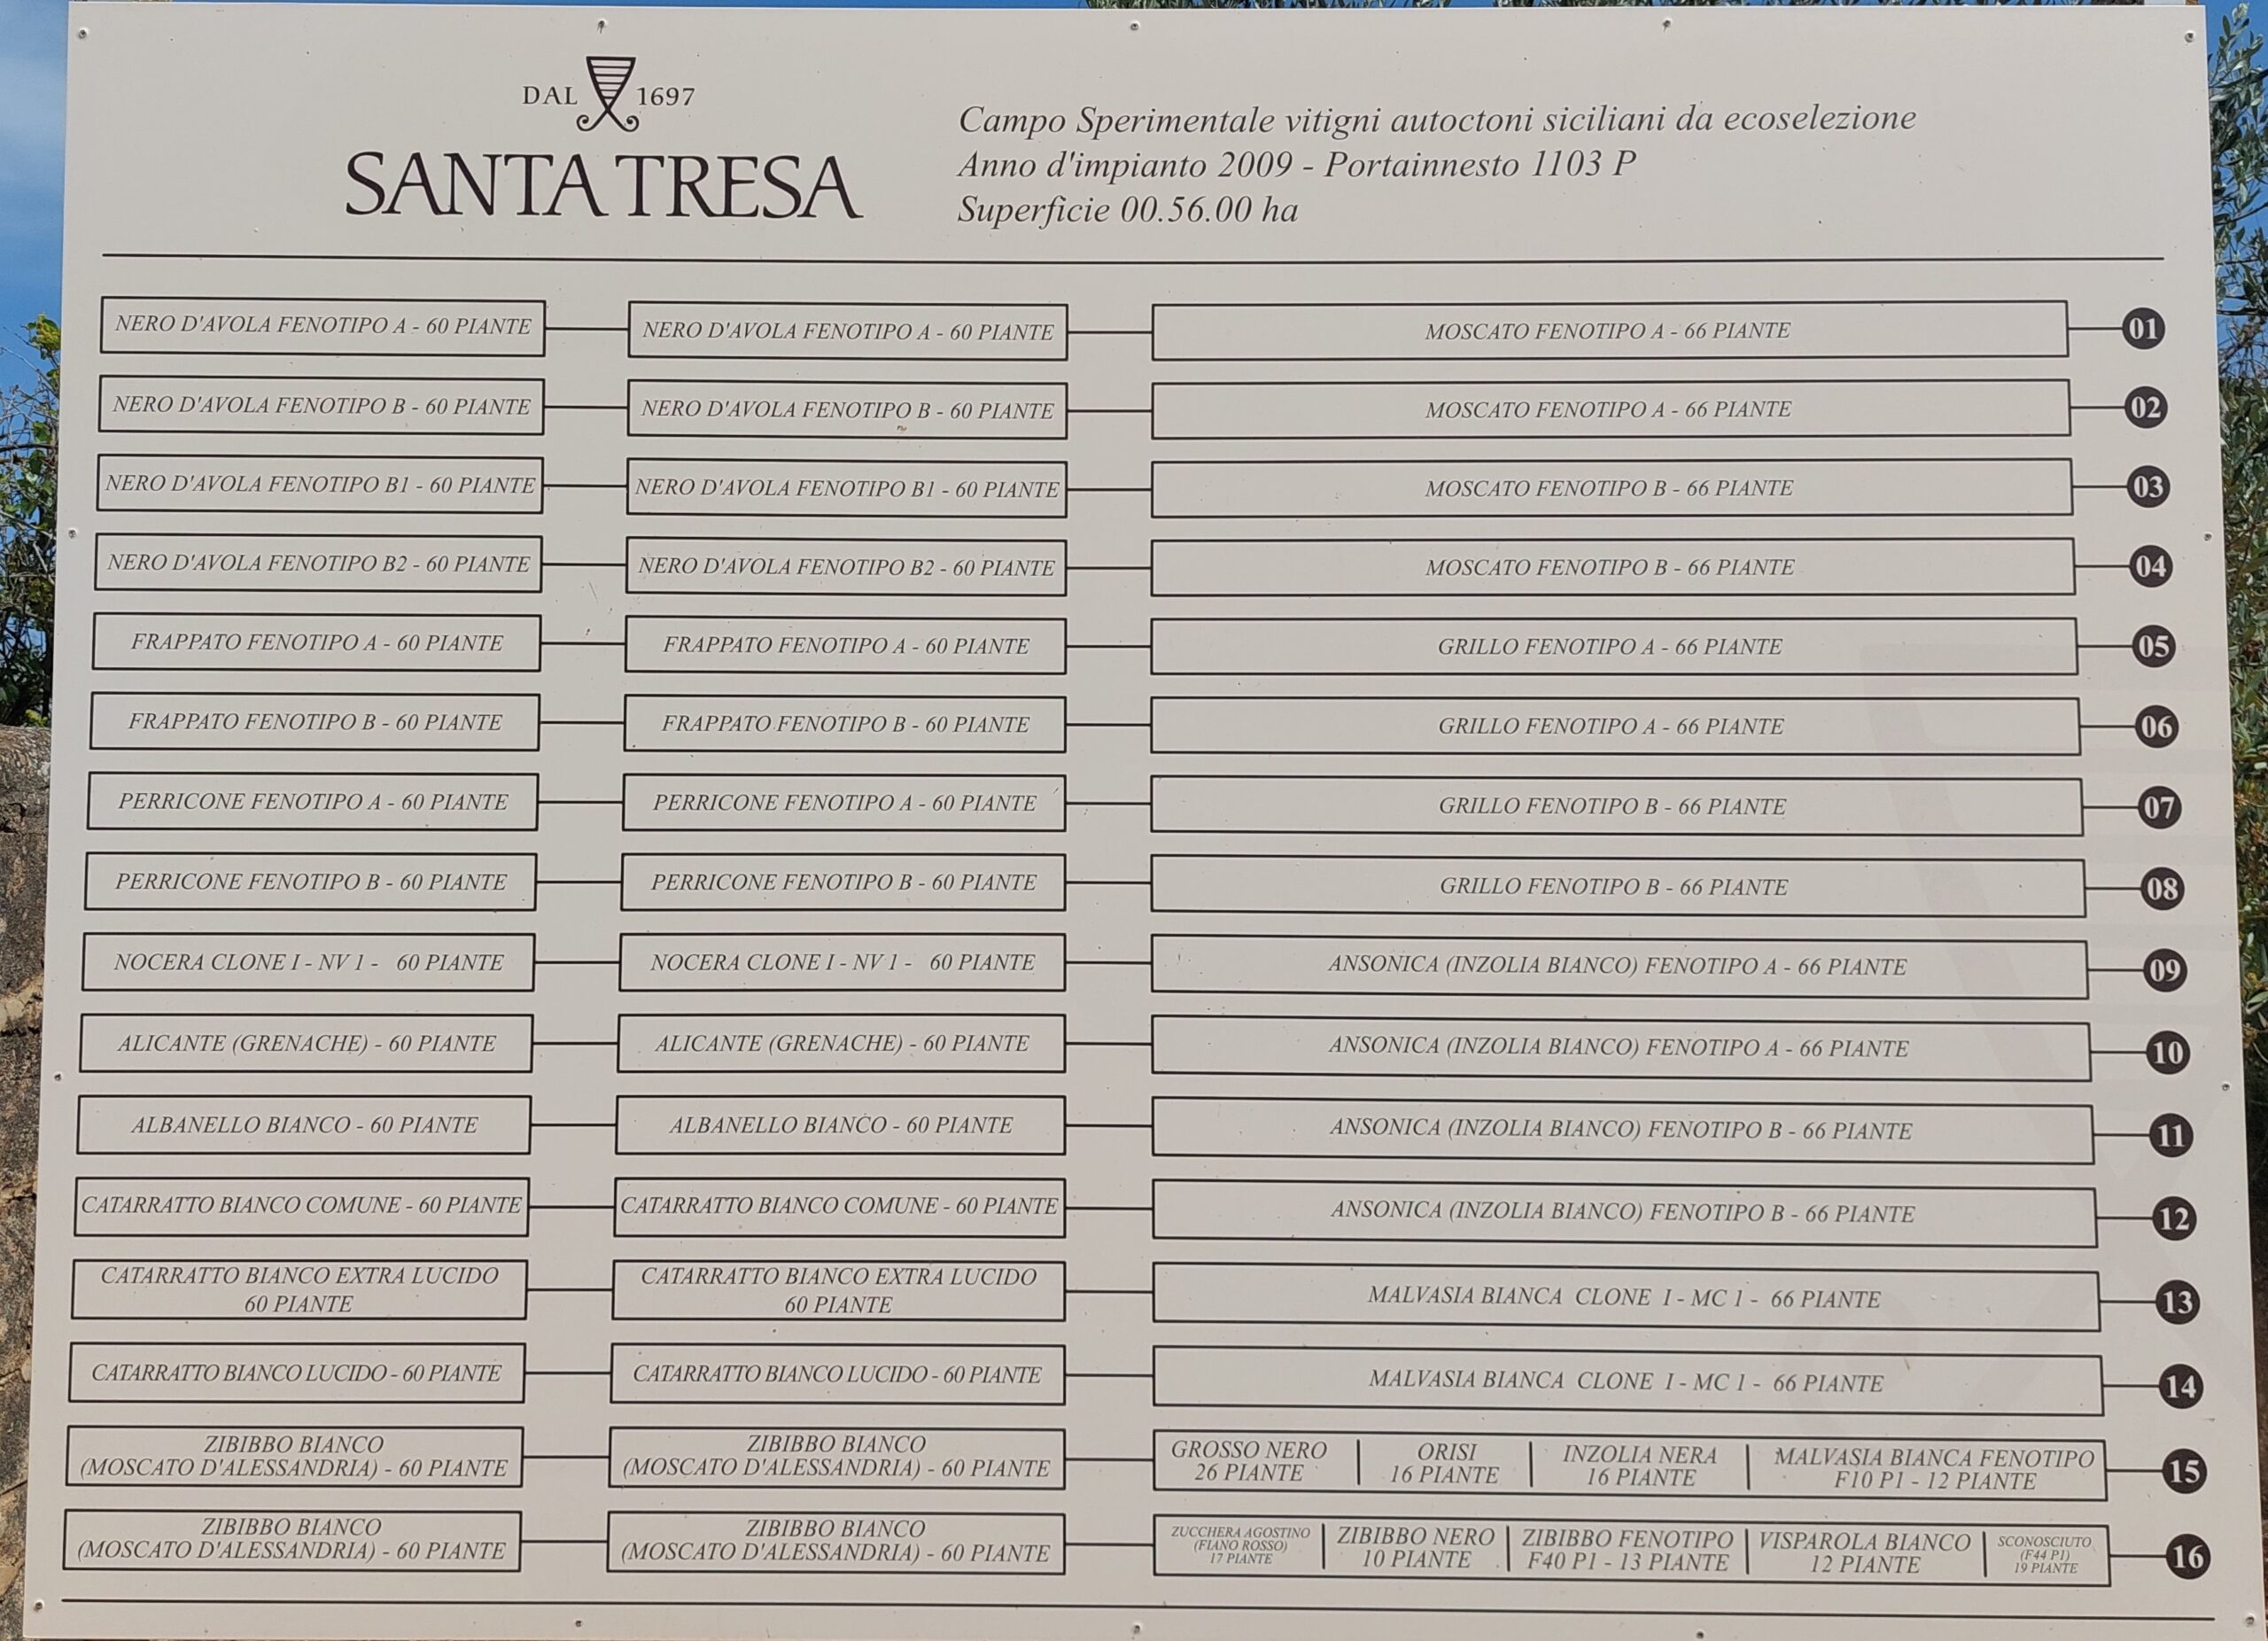 DAL 1697
SANTA TRESA
Campo Sperimentale vitigni autoctoni siciliani da ecoselezione
Anno d'impianto 2009 - Portainnesto 1103 P
Superficie 00.56.00 ha
NERO D'AVOLA FENOTIPO A - 60 PIANTE NERO D'AVOLA FENOTIPO A - 60 PIANTE MOSCATO FENOTIPO A - 66 PIANTE 01
NERO D'AVOLA FENOTIPO B - 60 PIANTE NERO D'AVOLA FENOTIPO B - 60 PIANTE MOSCATO FENOTIPO A - 66 PIANTE 02
NERO D'AVOLA FENOTIPO B1 - 60 PIANTE NERO D'AVOLA FENOTIPO B1 - 60 PIANTE MOSCATO FENOTIPO B - 66 PIANTE 03
NERO D'AVOLA FENOTIPO B2 - 60 PIANTE NERO D'AVOLA FENOTIPO B2 - 60 PIANTE MOSCATO FENOTIPO B - 66 PIANTE 04
FRAPPATO FENOTIPO A - 60 PIANTE FRAPPATO FENOTIPO A - 60 PIANTE GRILLO FENOTIPO A - 66 PIANTE 05
FRAPPATO FENOTIPO B - 60 PIANTE FRAPPATO FENOTIPO B - 60 PIANTE GRILLO FENOTIPO A - 66 PIANTE 06
PERRICONE FENOTIPO A - 60 PIANTE PERRICONE FENOTIPO A - 60 PIANTE GRILLO FENOTIPO B - 66 PIANTE 07
PERRICONE FENOTIPO B - 60 PIANTE PERRICONE FENOTIPO B - 60 PIANTE GRILLO FENOTIPO B - 66 PIANTE 08
NOCERA CLONE I - NV 1 - 60 PIANTE NOCERA CLONE I - NV 1 - 60 PIANTE ANSONICA (INZOLIA BIANCO) FENOTIPO A - 66 PIANTE 09
ALICANTE (GRENACHE) - 60 PIANTE ALICANTE (GRENACHE) - 60 PIANTE ANSONICA (INZOLIA BIANCO) FENOTIPO A - 66 PIANTE 10
ALBANELLO BIANCO - 60 PIANTE ALBANELLO BIANCO - 60 PIANTE ANSONICA (INZOLIA BIANCO) FENOTIPO B - 66 PIANTE 11
CATARRATTO BIANCO COMUNE - 60 PIANTE CATARRATTO BIANCO COMUNE - 60 PIANTE ANSONICA (INZOLIA BIANCO) FENOTIPO B - 66 PIANTE 12
CATARRATTO BIANCO EXTRA LUCIDO
60 PIANTE
CATARRATTO BIANCO EXTRA LUCIDO
60 PIANTE
MALVASIA BIANCA CLONE I - MC 1 - 66 PIANTE 13
CATARRATTO BIANCO LUCIDO - 60 PIANTE CATARRATTO BIANCO LUCIDO - 60 PIANTE MALVASIA BIANCA CLONE I - MC 1 - 66 PIANTE 14
ZIBIBBO BIANCO
(MOSCATO D'ALESSANDRIA) - 60 PIANTE
ZIBIBBO BIANCO
(MOSCATO D'ALESSANDRIA) - 60 PIANTE
GROSSO NERO
26 PIANTE
ORISI
16 PIANTE
INZOLIA NERA
16 PIANTE
MALVASIA BIANCA FENOTIPO
F10 P1 - 12 PIANTE
15
ZIBIBBO BIANCO
(MOSCATO D'ALESSANDRIA) - 60 PIANTE
ZIBIBBO BIANCO
(MOSCATO D'ALESSANDRIA) - 60 PIANTE
ZUCCHERA AGOSTINO
(FIANO ROSSO)
17 PIANTE
ZIBIBBO NERO
10 PIANTE
ZIBIBBO FENOTIPO
F40 P1 - 13 PIANTE
VISPAROLA BIANCO
12 PIANTE
SCONOSCIUTO
(F44 P1)
19 PIANTE
16